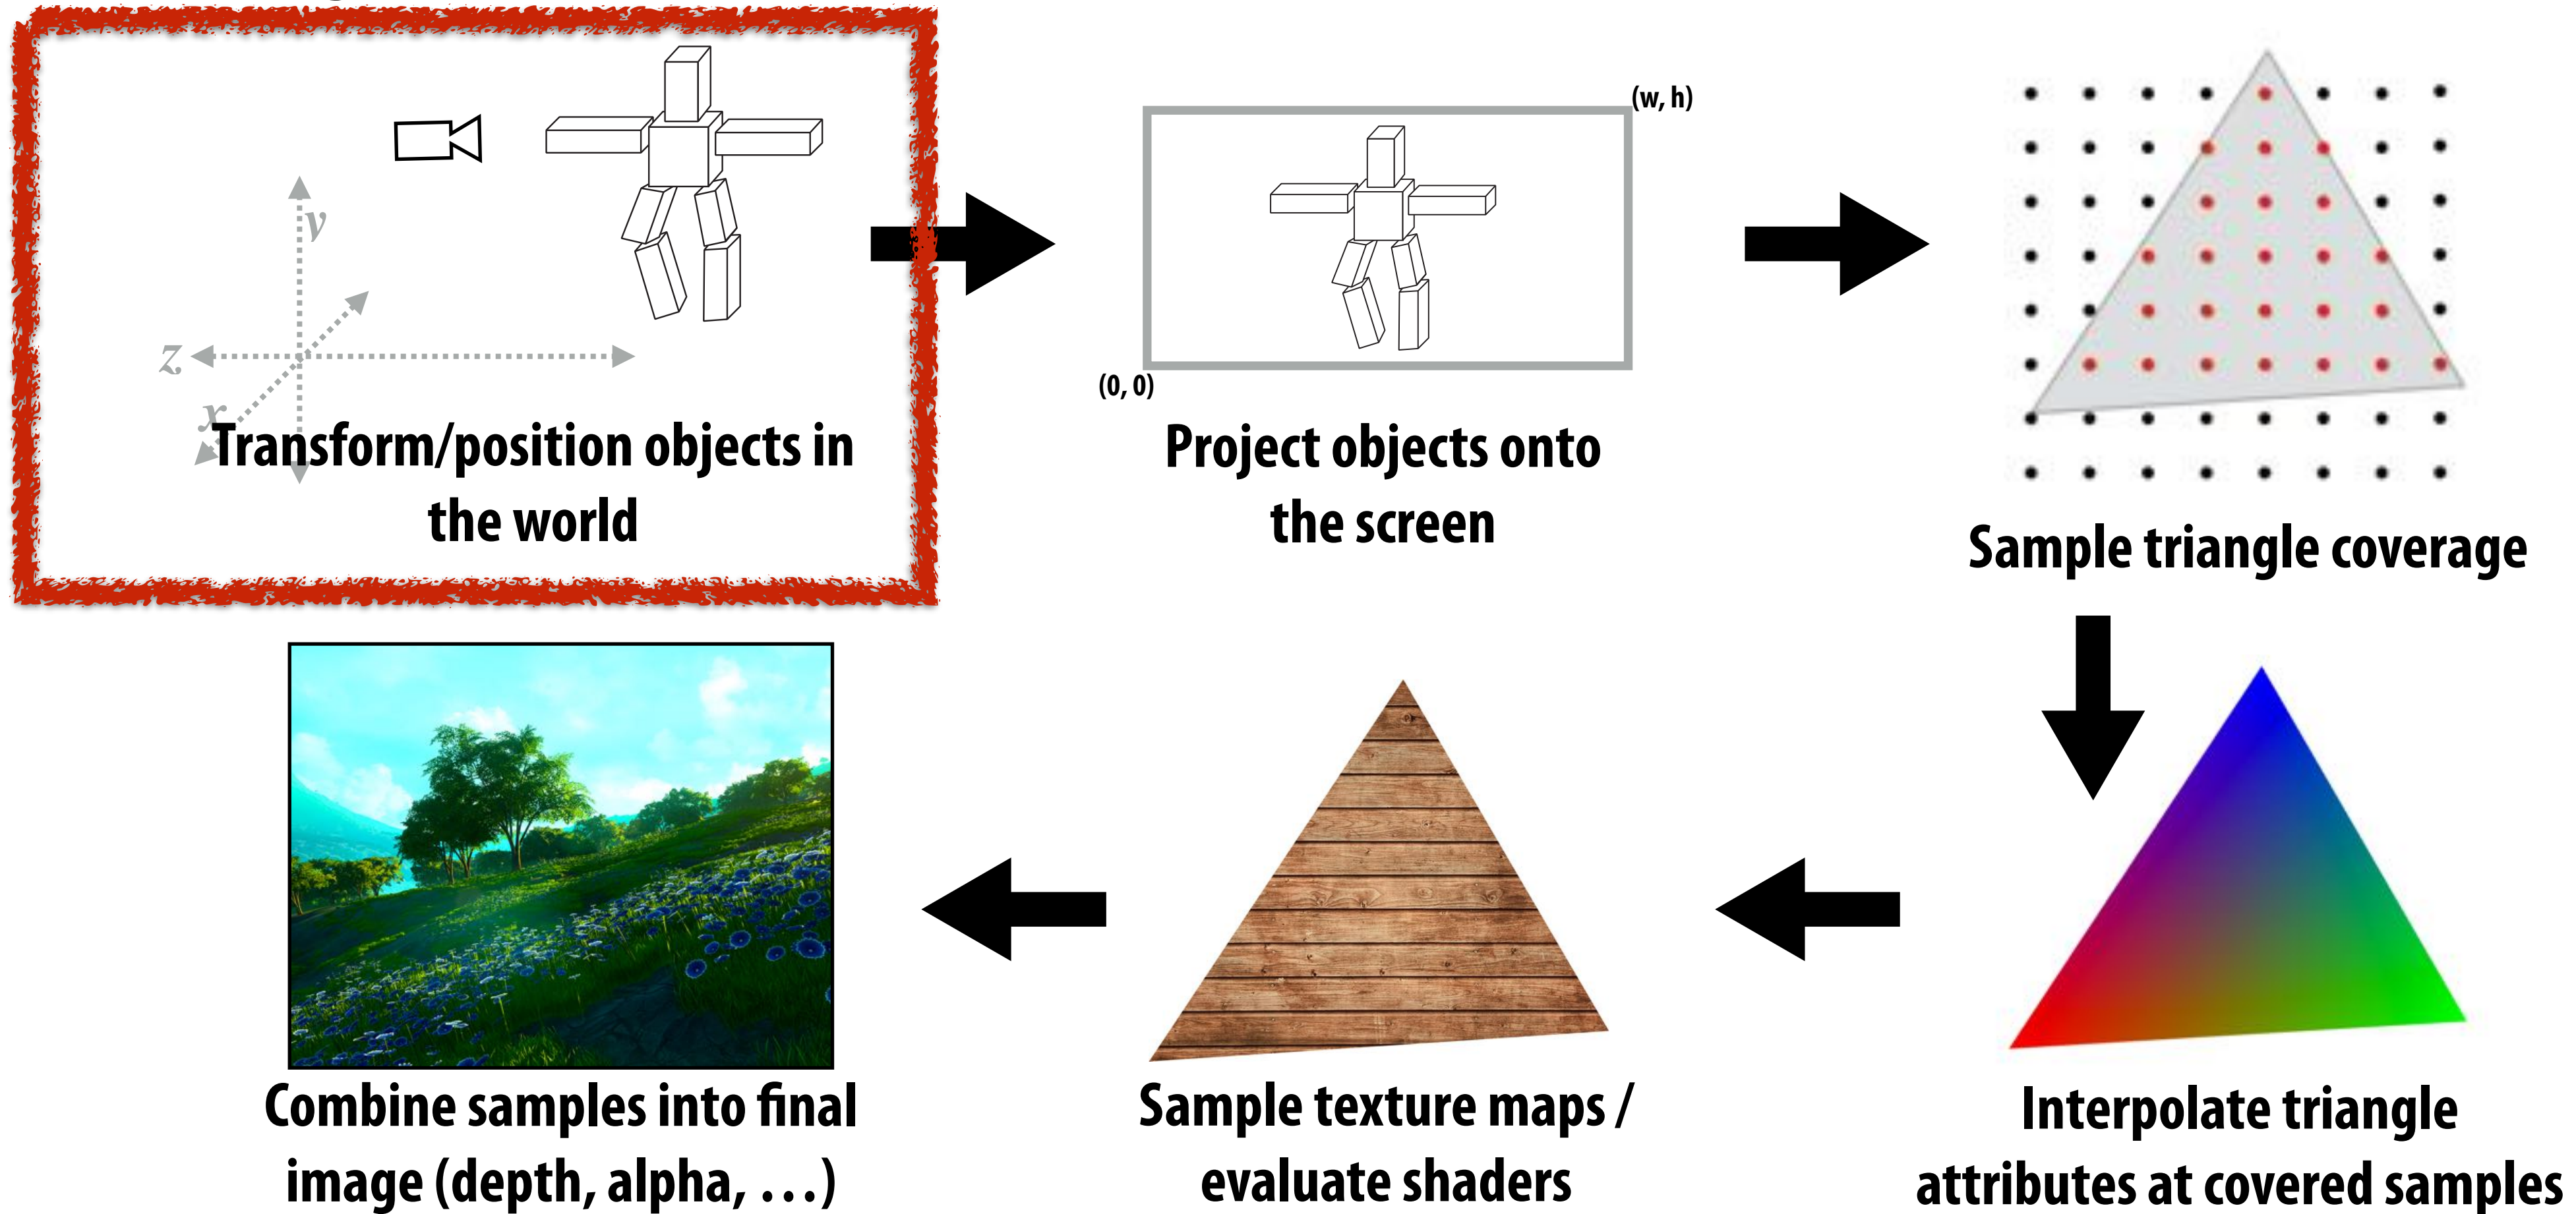 y
z
x
Transform/position objects in
the world
(w, h)
(0, 0)
Project objects onto
the screen
Sample triangle coverage
Interpolate triangle
attributes at covered samples
Sample texture maps /
evaluate shaders
Combine samples into final
image (depth, alpha, …)